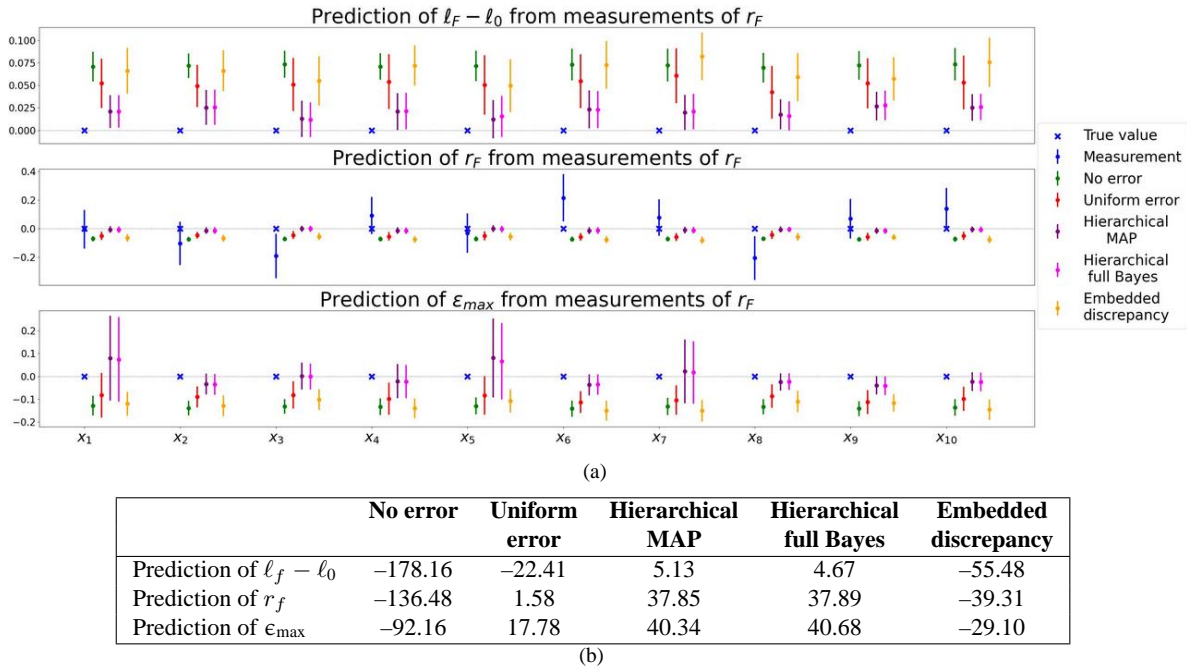 Prediction of ℓ_F − ℓ_0 from measurements of r_F
0.100
0.075
0.050
0.025
0.000
Prediction of r_F from measurements of r_F
0.4
0.2
0.0
−0.2
Prediction of ε_max from measurements of r_F
0.2
0.1
0.0
−0.1
−0.2
x_1 x_2 x_3 x_4 x_5 x_6 x_7 x_8 x_9 x_10
True value
Measurement
No error
Uniform error
Hierarchical
MAP
Hierarchical
full Bayes
Embedded
discrepancy
(a)
No error Uniform Hierarchical Hierarchical Embedded
error MAP full Bayes discrepancy
Prediction of ℓ_f − ℓ_0 –178.16 –22.41 5.13 4.67 –55.48
Prediction of r_f –136.48 1.58 37.85 37.89 –39.31
Prediction of ϵ_max –92.16 17.78 40.34 40.68 –29.10
(b)